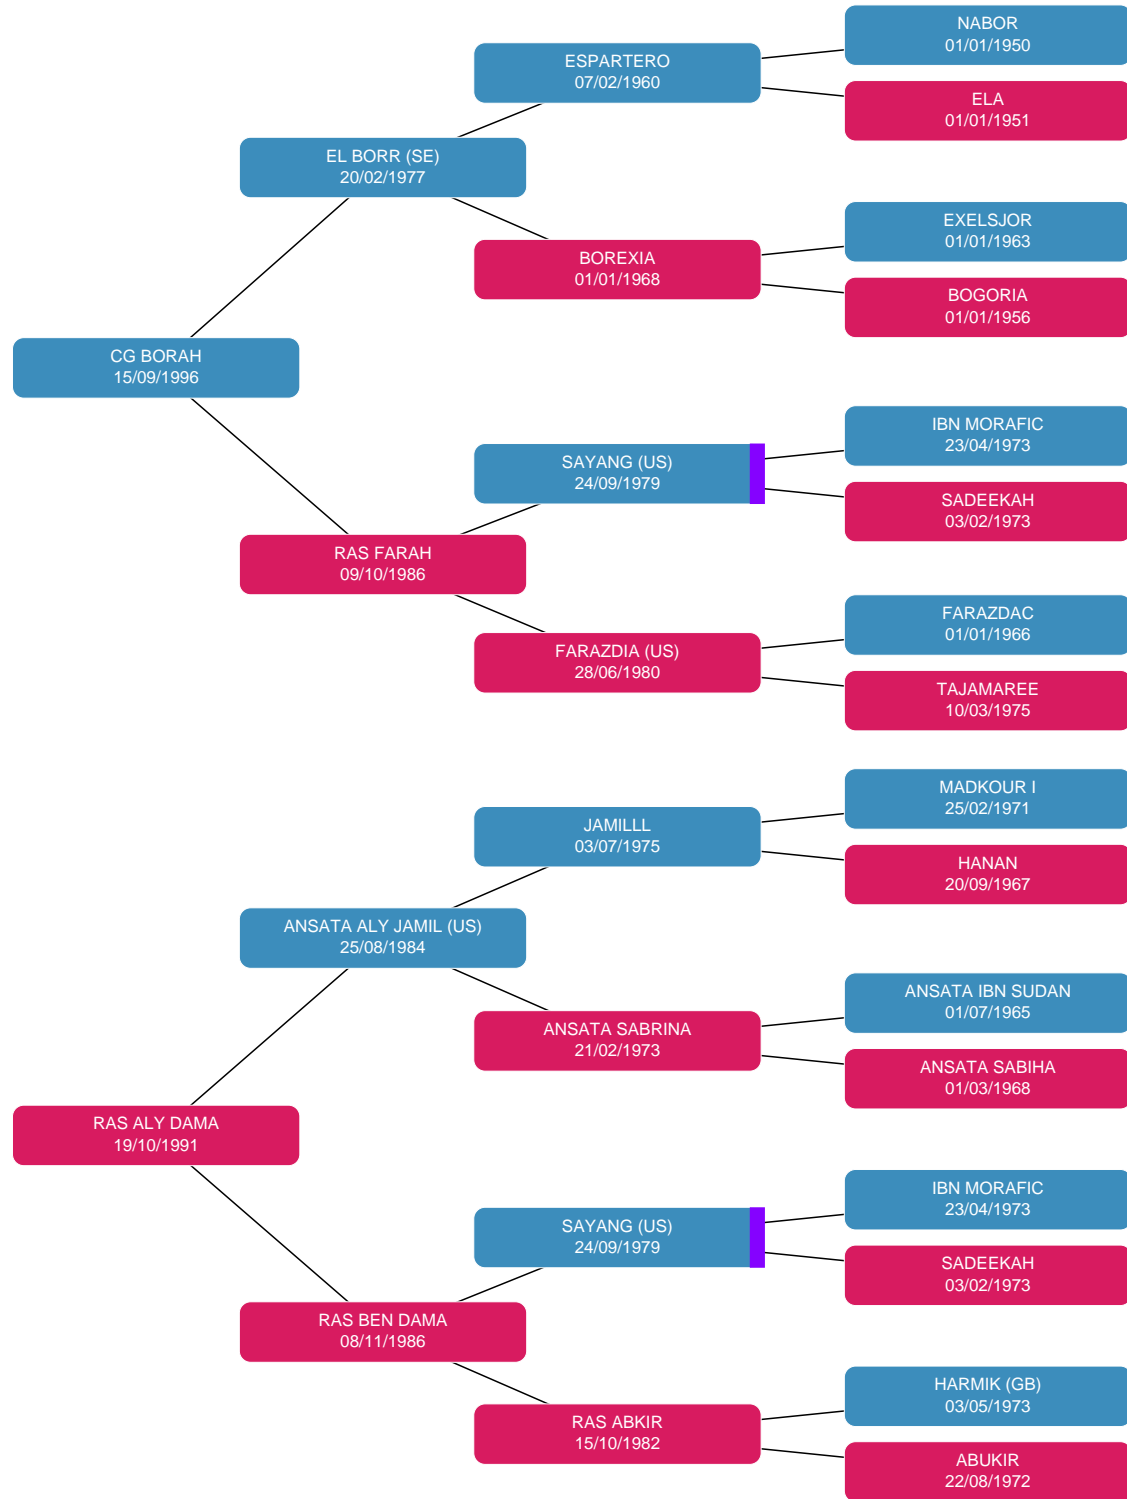 NABOR
01/01/1950
ESPARTERO
07/02/1960
ELA
01/01/1951
EL BORR (SE)
20/02/1977
EXELSJOR
01/01/1963
BOREXIA
01/01/1968
BOGORIA
01/01/1956
CG BORAH
15/09/1996
IBN MORAFIC
23/04/1973
SAYANG (US)
24/09/1979
SADEEKAH
03/02/1973
RAS FARAH
09/10/1986
FARAZDAC
01/01/1966
FARAZDIA (US)
28/06/1980
TAJAMAREE
10/03/1975
MADKOUR I
25/02/1971
JAMILLL
03/07/1975
HANAN
20/09/1967
ANSATA ALY JAMIL (US)
25/08/1984
ANSATA IBN SUDAN
01/07/1965
ANSATA SABRINA
21/02/1973
ANSATA SABIHA
01/03/1968
RAS ALY DAMA
19/10/1991
IBN MORAFIC
23/04/1973
SAYANG (US)
24/09/1979
SADEEKAH
03/02/1973
RAS BEN DAMA
08/11/1986
HARMIK (GB)
03/05/1973
RAS ABKIR
15/10/1982
ABUKIR
22/08/1972